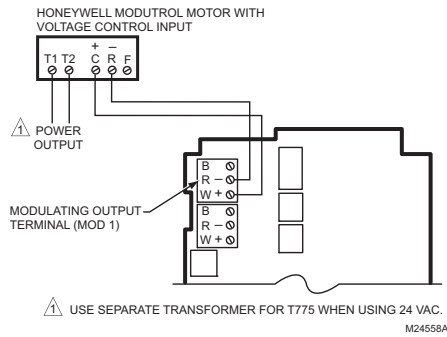 HONEYWELL MODUTROL MOTOR WITH
VOLTAGE CONTROL INPUT
+ –
T1 T2 C R F
1 POWER
OUTPUT
B
R –
W +
MODULATING OUTPUT
TERMINAL (MOD 1)
B
R –
W +
1 USE SEPARATE TRANSFORMER FOR T775 WHEN USING 24 VAC.
M24558A